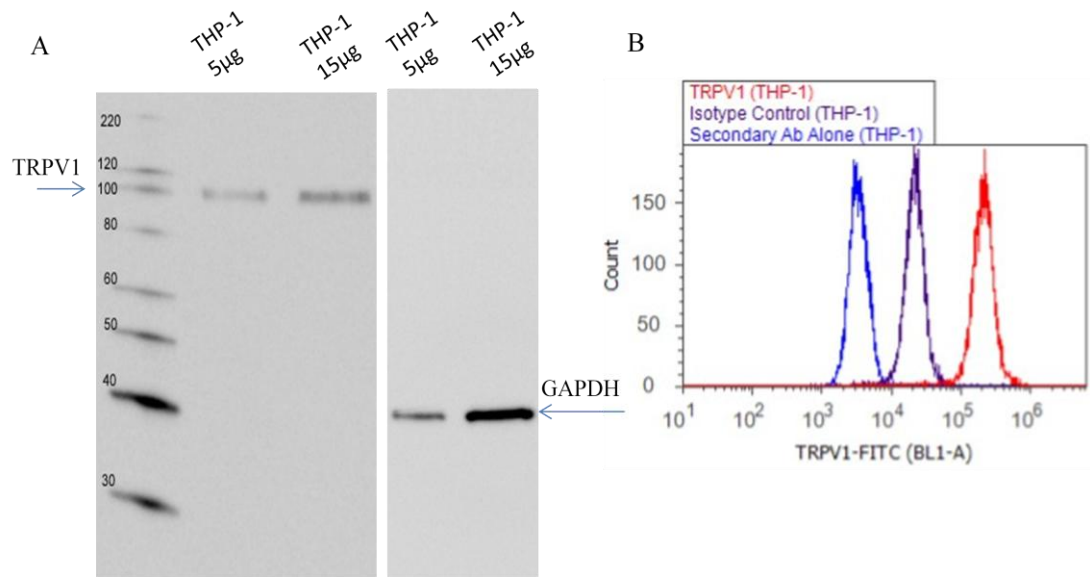 A
THP-1
5µg
THP-1
15µg
THP-1
5µg
THP-1
15µg
220
120
TRPV1
100
80
60
50
40
30
GAPDH
B
TRPV1 (THP-1)
Isotype Control (THP-1)
Secondary Ab Alone (THP-1)
Count
150
100
50
0
10¹ 10² 10³ 10⁴ 10⁵ 10⁶
TRPV1-FITC (BL1-A)